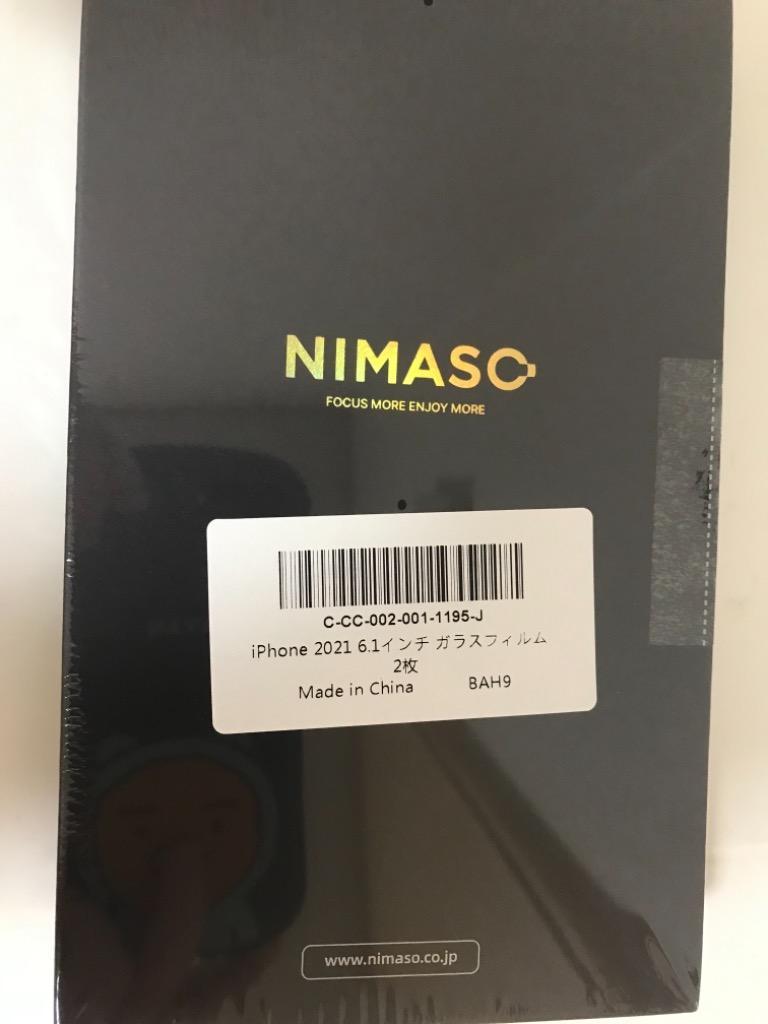 NIMASO
FOCUS MORE ENJOY MORE
C-CC-002-001-1195-J
iPhone 2021 6.1インチ ガラスフィルム
2枚
Made in China BAH9
www.nimaso.co.jp